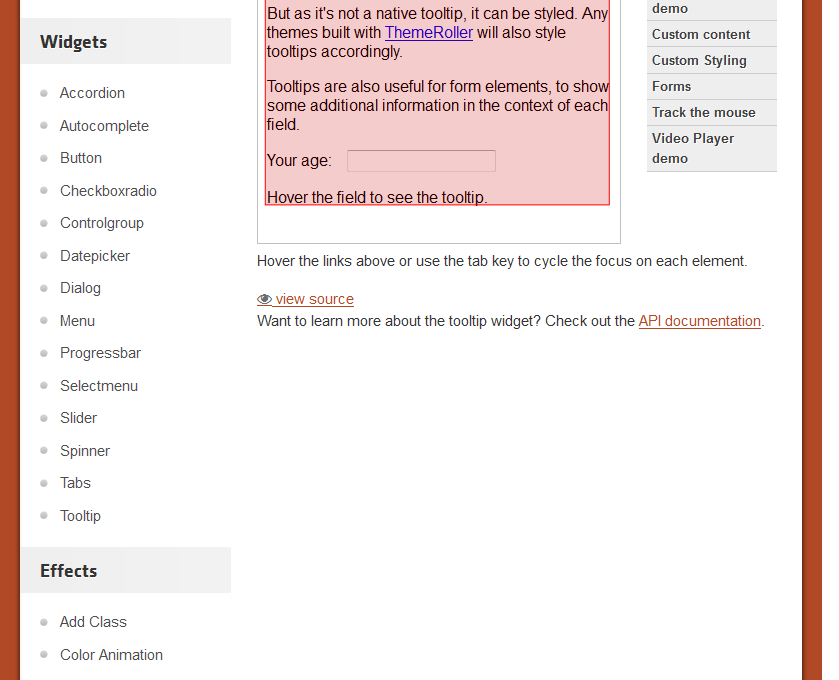 Widgets
Accordion
Autocomplete
Button
Checkboxradio
Controlgroup
Datepicker
Dialog
Menu
Progressbar
Selectmenu
Slider
Spinner
Tabs
Tooltip
Effects
Add Class
Color Animation
But as it's not a native tooltip, it can be styled. Any
themes built with ThemeRoller will also style
tooltips accordingly.
Tooltips are also useful for form elements, to show
some additional information in the context of each
field.
Your age:
Hover the field to see the tooltip.
Hover the links above or use the tab key to cycle the focus on each element.
view source
Want to learn more about the tooltip widget? Check out the API documentation.
demo
Custom content
Custom Styling
Forms
Track the mouse
Video Player
demo